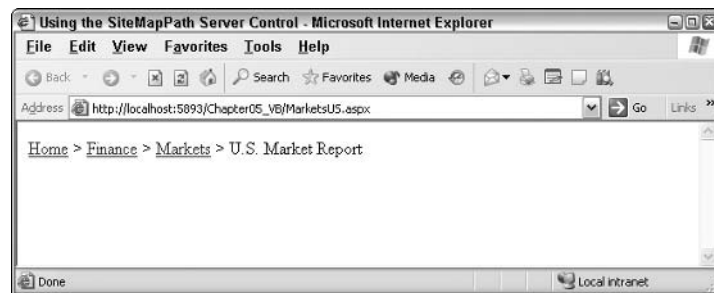 Using the SiteMapPath Server Control - Microsoft Internet Explorer
File Edit View Favorites Tools Help
Back Search Favorites Media
Address http://localhost:5893/Chapter05_VB/MarketsUS.aspx Go Links »
Home > Finance > Markets > U.S. Market Report
Done Local intranet